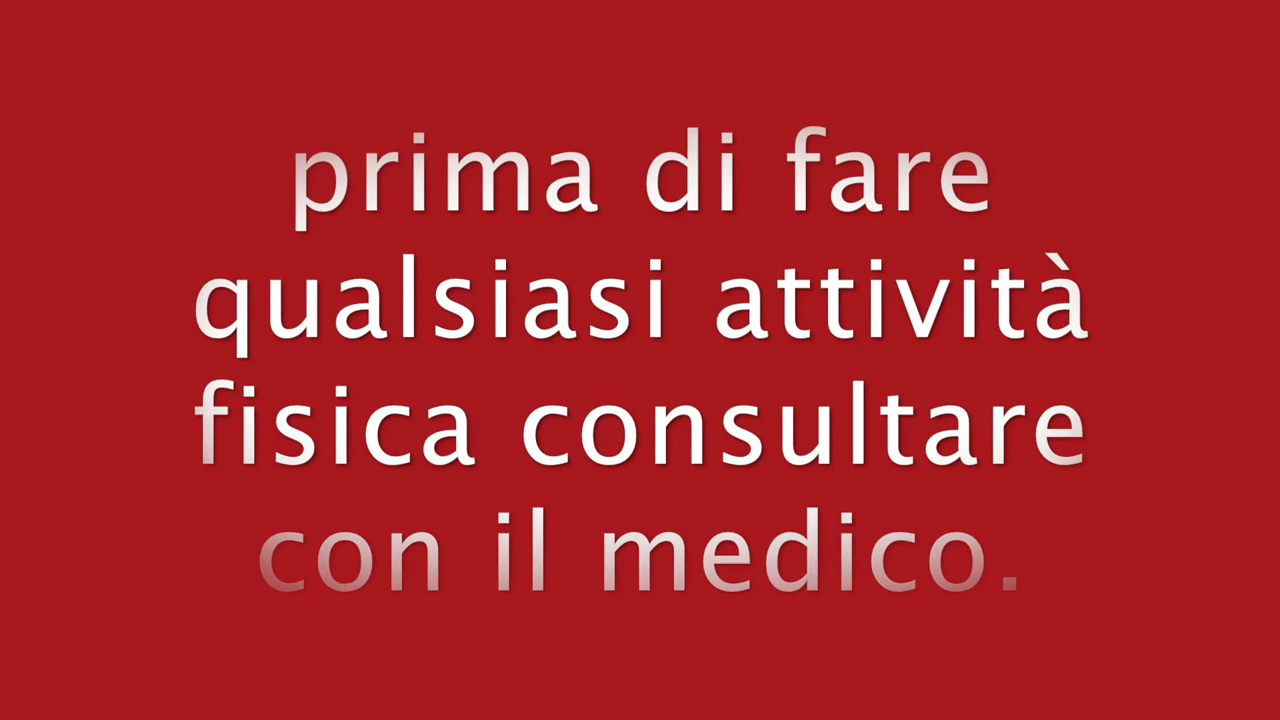 prima di fare
qualsiasi attività
fisica consultare
con il medico.